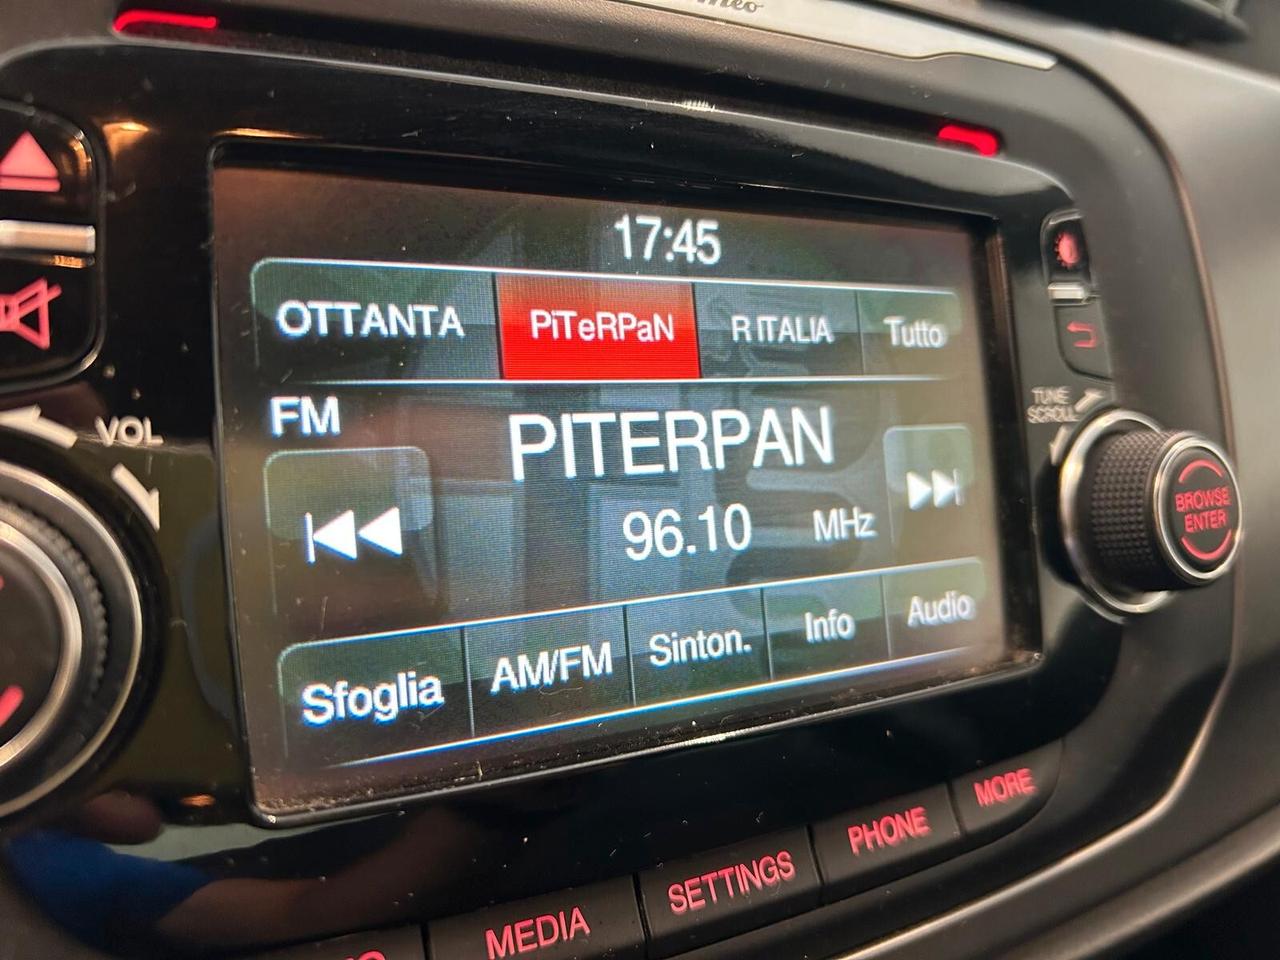 17:45
OTTANTA PiTeRPaN R ITALIA Tutto
FM
PITERPAN
96.10 MHz
Sfoglia AM/FM Sinton. Info Audio
VOL
TUNE
SCROLL
BROWSE
ENTER
MEDIA SETTINGS PHONE MORE